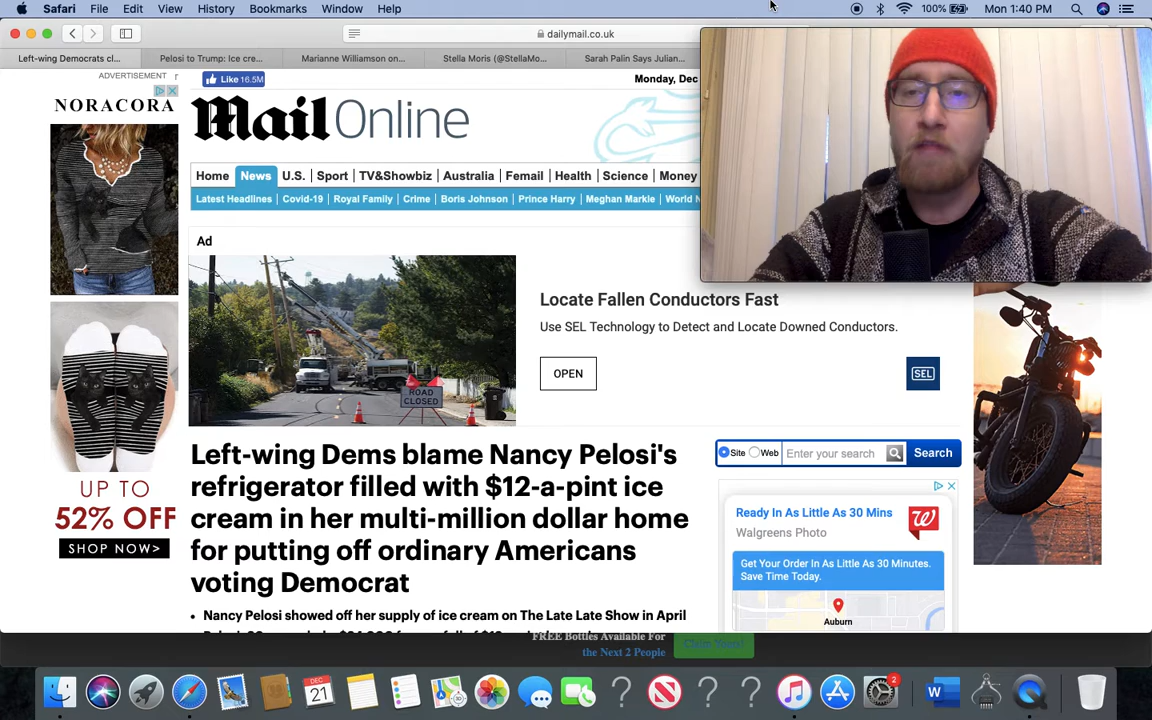 Safari File Edit View History Bookmarks Window Help 100% Mon 1:40 PM
dailymail.co.uk
Left-wing Democrats cl... Pelosi to Trump: Ice cre... Marianne Williamson on... Stella Moris (@StellaMo... Sarah Palin Says Julian...
ADVERTISEMENT
Like 16.5M
Monday, Dec
NORACORA
Mail Online
Home News U.S. Sport TV&Showbiz Australia Femail Health Science Money
Latest Headlines Covid-19 Royal Family Crime Boris Johnson Prince Harry Meghan Markle World N
Ad
ROAD
CLOSED
Locate Fallen Conductors Fast
Use SEL Technology to Detect and Locate Downed Conductors.
OPEN
SEL
UP TO
52% OFF
SHOP NOW>
Left-wing Dems blame Nancy Pelosi's
refrigerator filled with $12-a-pint ice
cream in her multi-million dollar home
for putting off ordinary Americans
voting Democrat
• Nancy Pelosi showed off her supply of ice cream on The Late Late Show in April
Site Web Enter your search Search
Ready In As Little As 30 Mins
Walgreens Photo
W
Get Your Order In As Little As 30 Minutes.
Save Time Today.
Auburn
FREE Bottles Available For
the Next 2 People
DEC
21
2
W